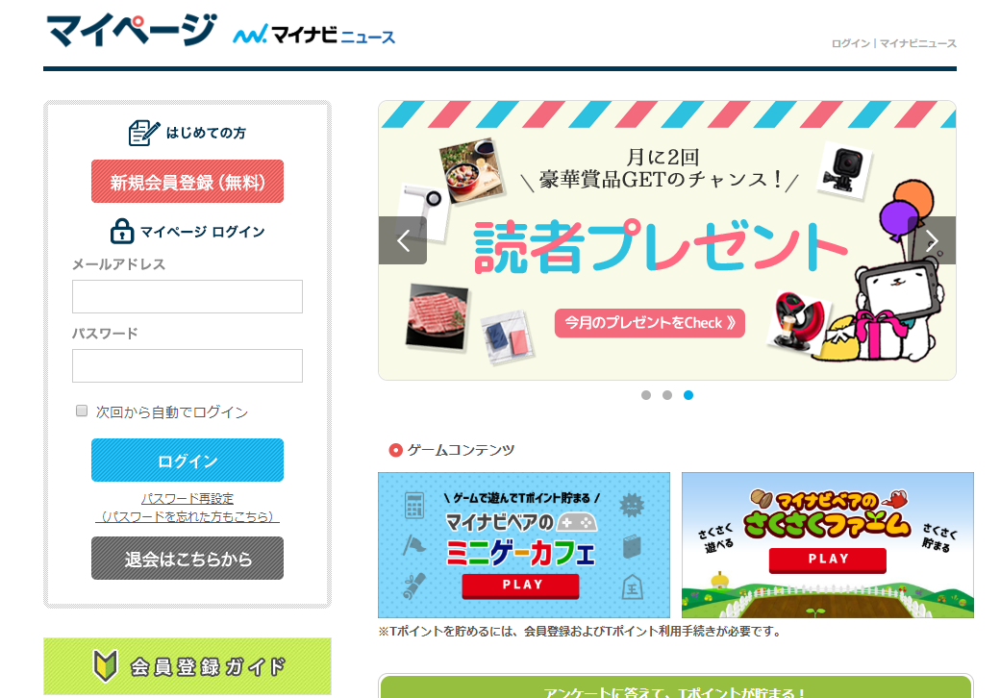 マイページ マイナビニュース
ログイン | マイナビニュース
はじめての方
新規会員登録(無料)
マイページ ログイン
メールアドレス
パスワード
次回から自動でログイン
ログイン
パスワード再設定
(パスワードを忘れた方もこちら)
退会はこちらから
会員登録ガイド
月に2回
\ 豪華賞品GETのチャンス! /
読者プレゼント
今月のプレゼントをCheck 》
ゲームコンテンツ
\ ゲームで遊んでTポイント貯まる /
マイナビベアの
ミニゲーカフェ
PLAY
王
マイナビベアの
さくさくファーム
さくさく
遊べる
さくさく
貯まる
PLAY
※Tポイントを貯めるには、会員登録およびTポイント利用手続きが必要です。
アンケートに答えて、Tポイントが貯まる!